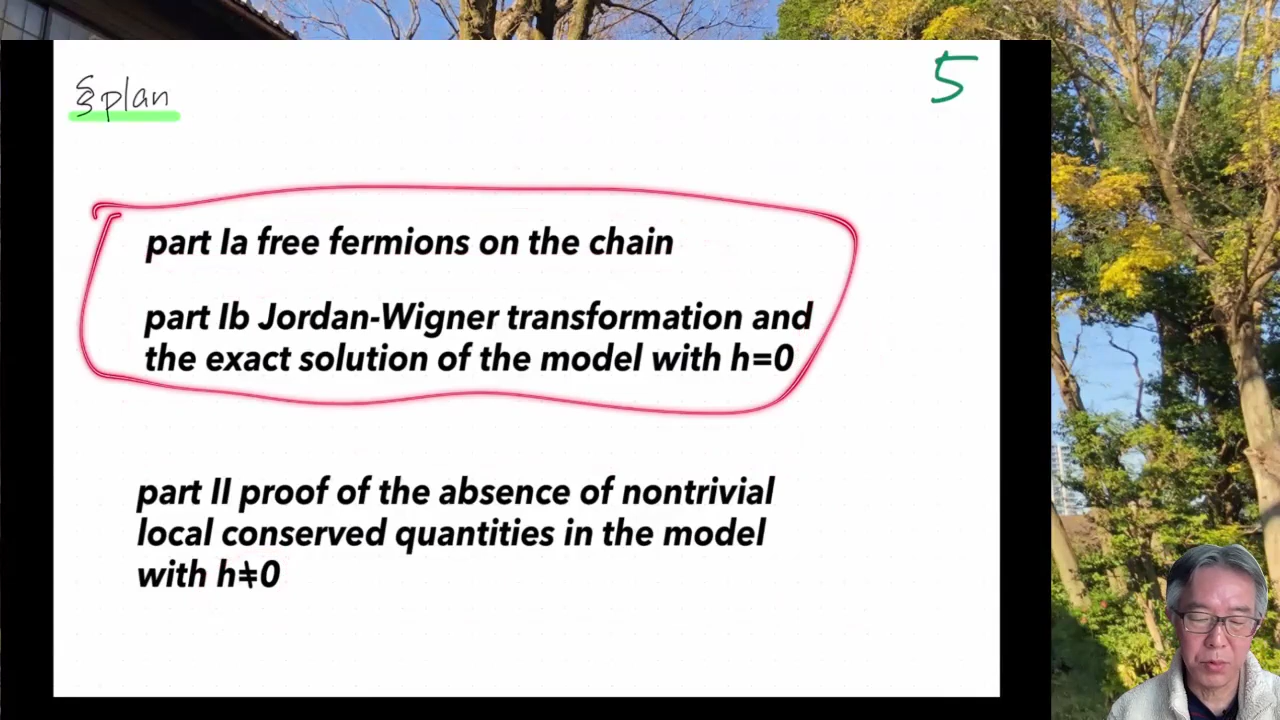 §plan
5
part Ia free fermions on the chain
part Ib Jordan-Wigner transformation and
the exact solution of the model with h=0
part II proof of the absence of nontrivial
local conserved quantities in the model
with h≠0